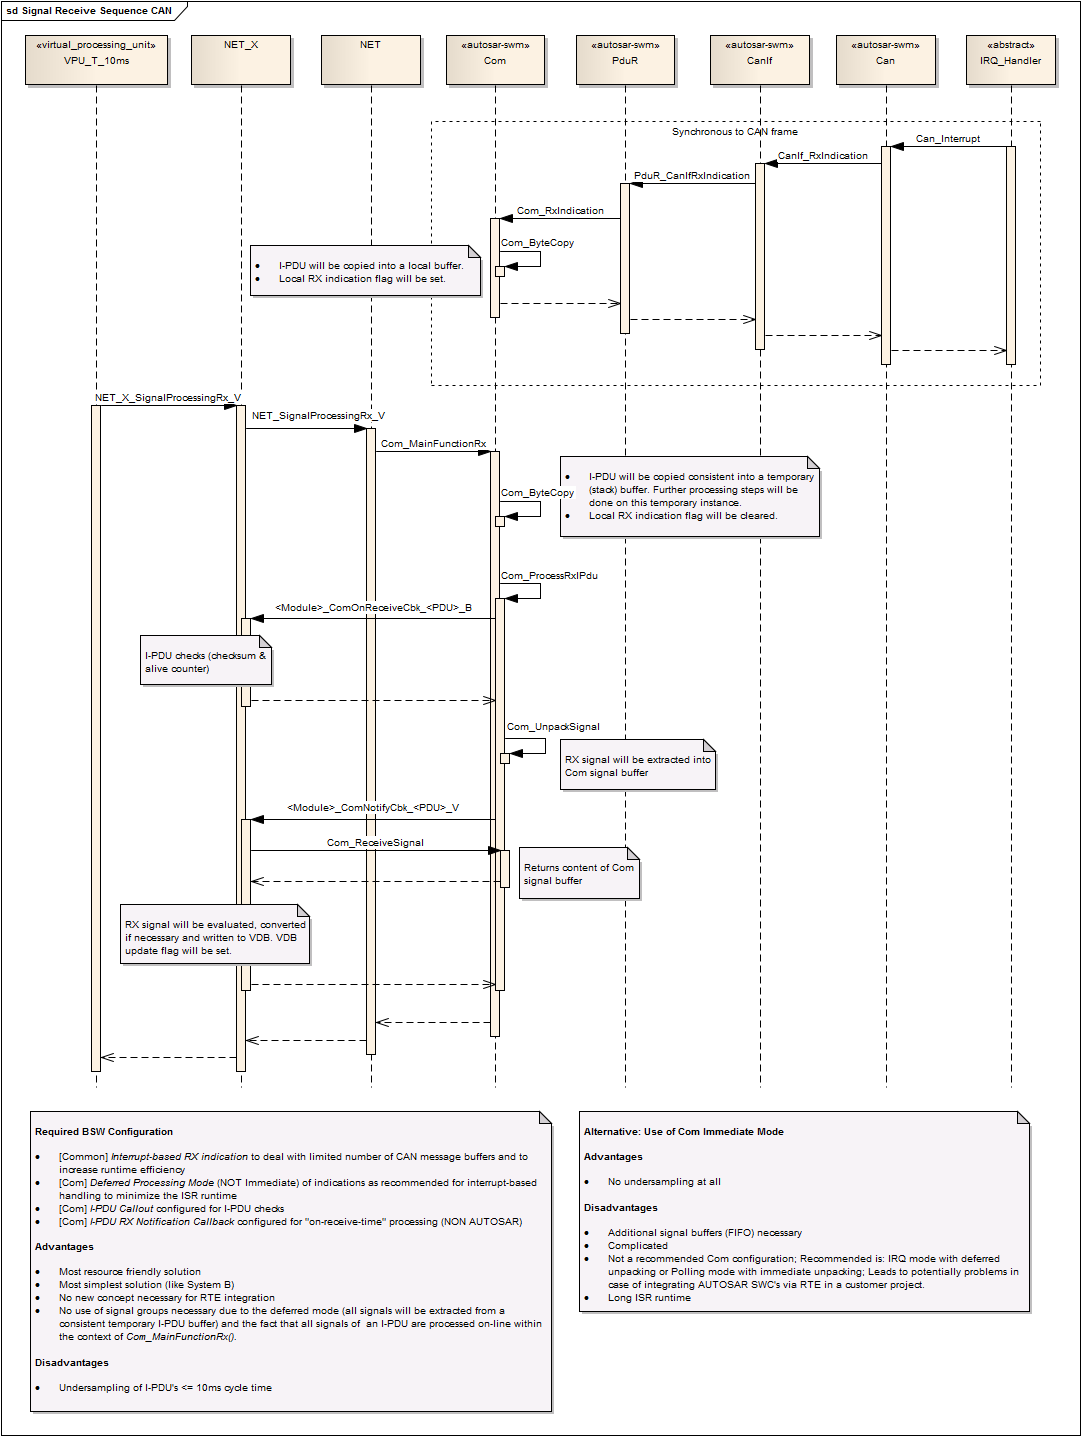 sd Signal Receive Sequence CAN
«virtual_processing_unit»
VPU_T_10ms
NET_X
NET
«autosar-swm»
Com
«autosar-swm»
PduR
«autosar-swm»
CanIf
«autosar-swm»
Can
«abstract»
IRQ_Handler
Synchronous to CAN frame
Can_Interrupt
CanIf_RxIndication
PduR_CanIfRxIndication
Com_RxIndication
Com_ByteCopy
• I-PDU will be copied into a local buffer.
• Local RX indication flag will be set.
NET_X_SignalProcessingRx_V
NET_SignalProcessingRx_V
Com_MainFunctionRx
Com_ByteCopy
• I-PDU will be copied consistent into a temporary
(stack) buffer. Further processing steps will be
done on this temporary instance.
• Local RX indication flag will be cleared.
Com_ProcessRxIPdu
<Module>_ComOnReceiveCbk_<PDU>_B
I-PDU checks (checksum &
alive counter)
Com_UnpackSignal
RX signal will be extracted into
Com signal buffer
<Module>_ComNotifyCbk_<PDU>_V
Com_ReceiveSignal
Returns content of Com
signal buffer
RX signal will be evaluated, converted
if necessary and written to VDB. VDB
update flag will be set.
Required BSW Configuration
• [Common] Interrupt-based RX indication to deal with limited number of CAN message buffers and to
increase runtime efficiency
• [Com] Deferred Processing Mode (NOT Immediate) of indications as recommended for interrupt-based
handling to minimize the ISR runtime
• [Com] I-PDU Callout configured for I-PDU checks
• [Com] I-PDU RX Notification Callback configured for "on-receive-time" processing (NON AUTOSAR)
Advantages
• Most resource friendly solution
• Most simplest solution (like System B)
• No new concept necessary for RTE integration
• No use of signal groups necessary due to the deferred mode (all signals will be extracted from a
consistent temporary I-PDU buffer) and the fact that all signals of an I-PDU are processed on-line within
the context of Com_MainFunctionRx().
Disadvantages
• Undersampling of I-PDU's <= 10ms cycle time
Alternative: Use of Com Immediate Mode
Advantages
• No undersampling at all
Disadvantages
• Additional signal buffers (FIFO) necessary
• Complicated
• Not a recommended Com configuration; Recommended is: IRQ mode with deferred
unpacking or Polling mode with immediate unpacking; Leads to potentially problems in
case of integrating AUTOSAR SWC's via RTE in a customer project.
• Long ISR runtime